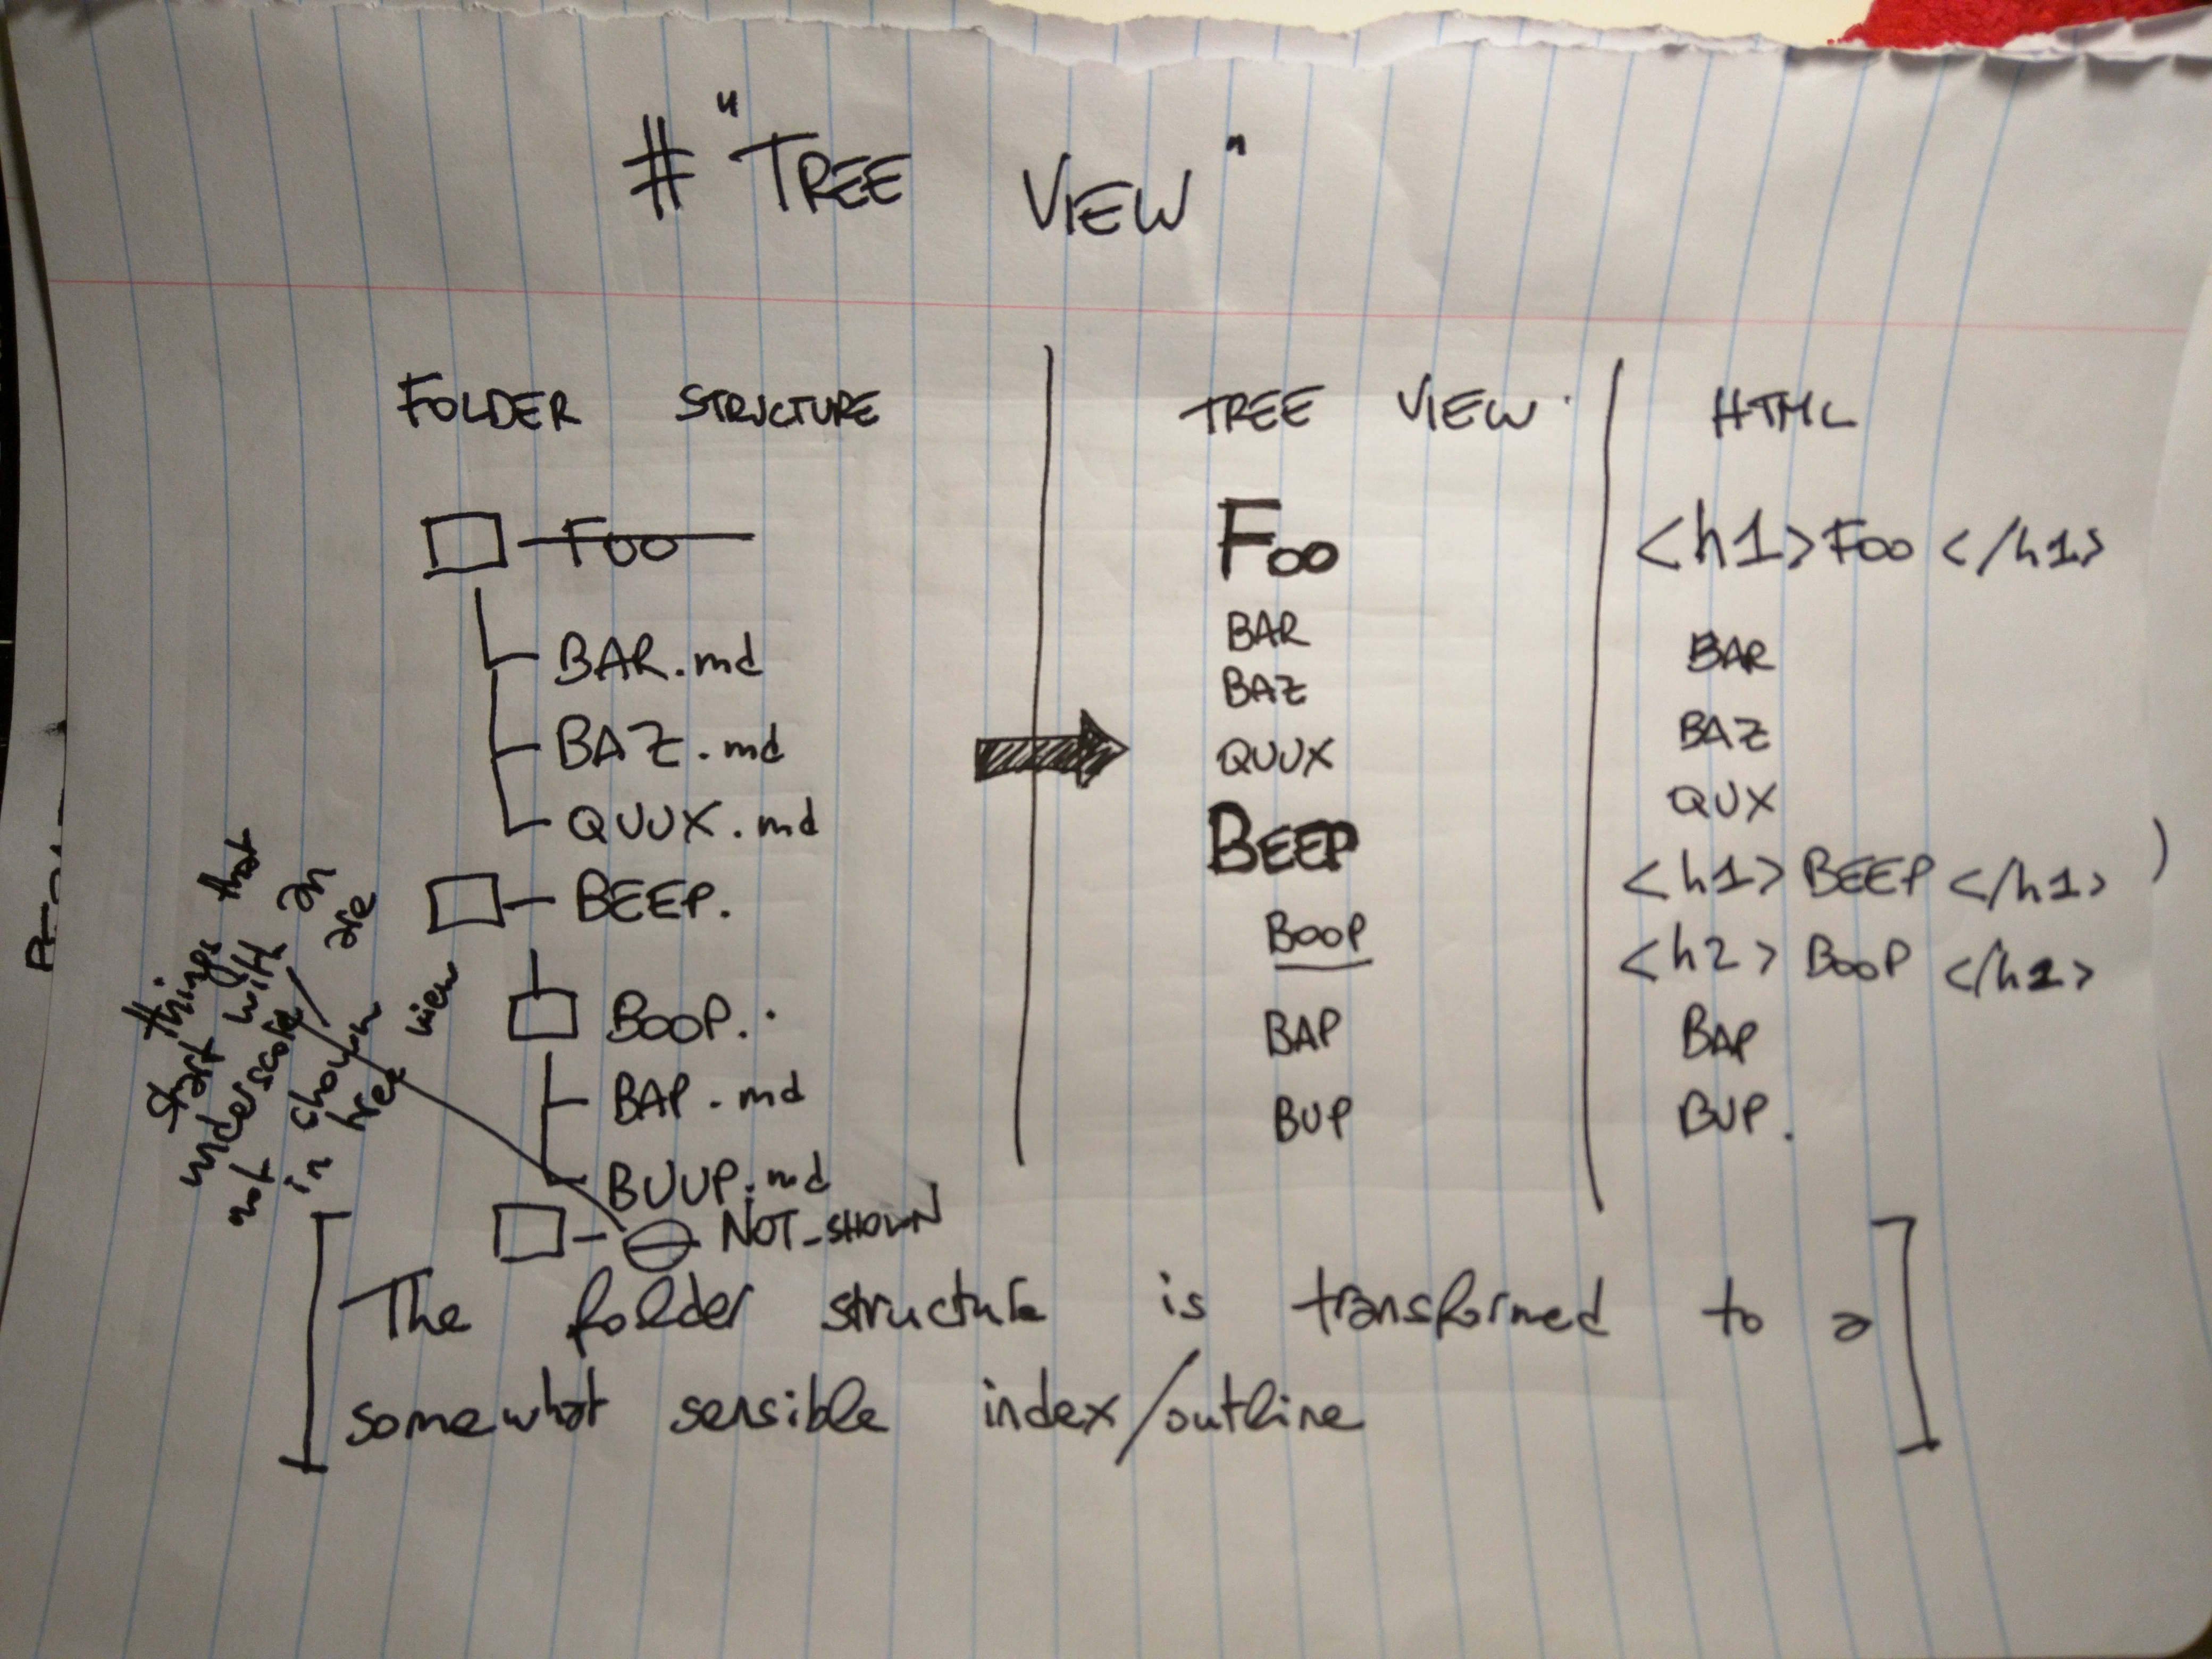 # "TREE VIEW"
FOLDER STRUCTURE
FOO
BAR.md
BAZ.md
QUUX.md
BEEP.
BOOP.
BAP.md
BUUP.md
NOT_SHOWN
things that
start with an
underscore are
not shown
in tree view
TREE VIEW
FOO
BAR
BAZ
QUUX
BEEP
BOOP
BAP
BUP
HTML
<h1>FOO</h1>
BAR
BAZ
QUX
<h1>BEEP</h1>
<h2>BOOP</h2>
BAP
BUP.
[The folder structure is transformed to a
somewhat sensible index/outline]